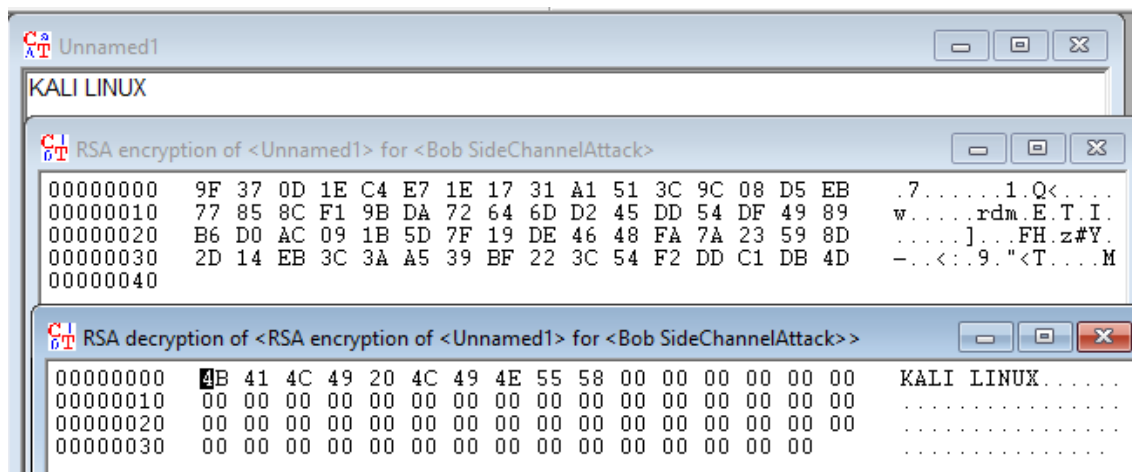 Unnamed1
KALI LINUX
RSA encryption of <Unnamed1> for <Bob SideChannelAttack>
00000000 9F 37 0D 1E C4 E7 1E 17 31 A1 51 3C 9C 08 D5 EB .7......1.Q<....
00000010 77 85 8C F1 9B DA 72 64 6D D2 45 DD 54 DF 49 89 w.....rdm.E.T.I.
00000020 B6 D0 AC 09 1B 5D 7F 19 DE 46 48 FA 7A 23 59 8D .....]...FH.z#Y.
00000030 2D 14 EB 3C 3A A5 39 BF 22 3C 54 F2 DD C1 DB 4D -..<:.9."<T....M
00000040
RSA decryption of <RSA encryption of <Unnamed1> for <Bob SideChannelAttack>>
00000000 4B 41 4C 49 20 4C 49 4E 55 58 00 00 00 00 00 00 KALI LINUX......
00000010 00 00 00 00 00 00 00 00 00 00 00 00 00 00 00 00 ................
00000020 00 00 00 00 00 00 00 00 00 00 00 00 00 00 00 00 ................
00000030 00 00 00 00 00 00 00 00 00 00 00 00 00 00 00 ...............